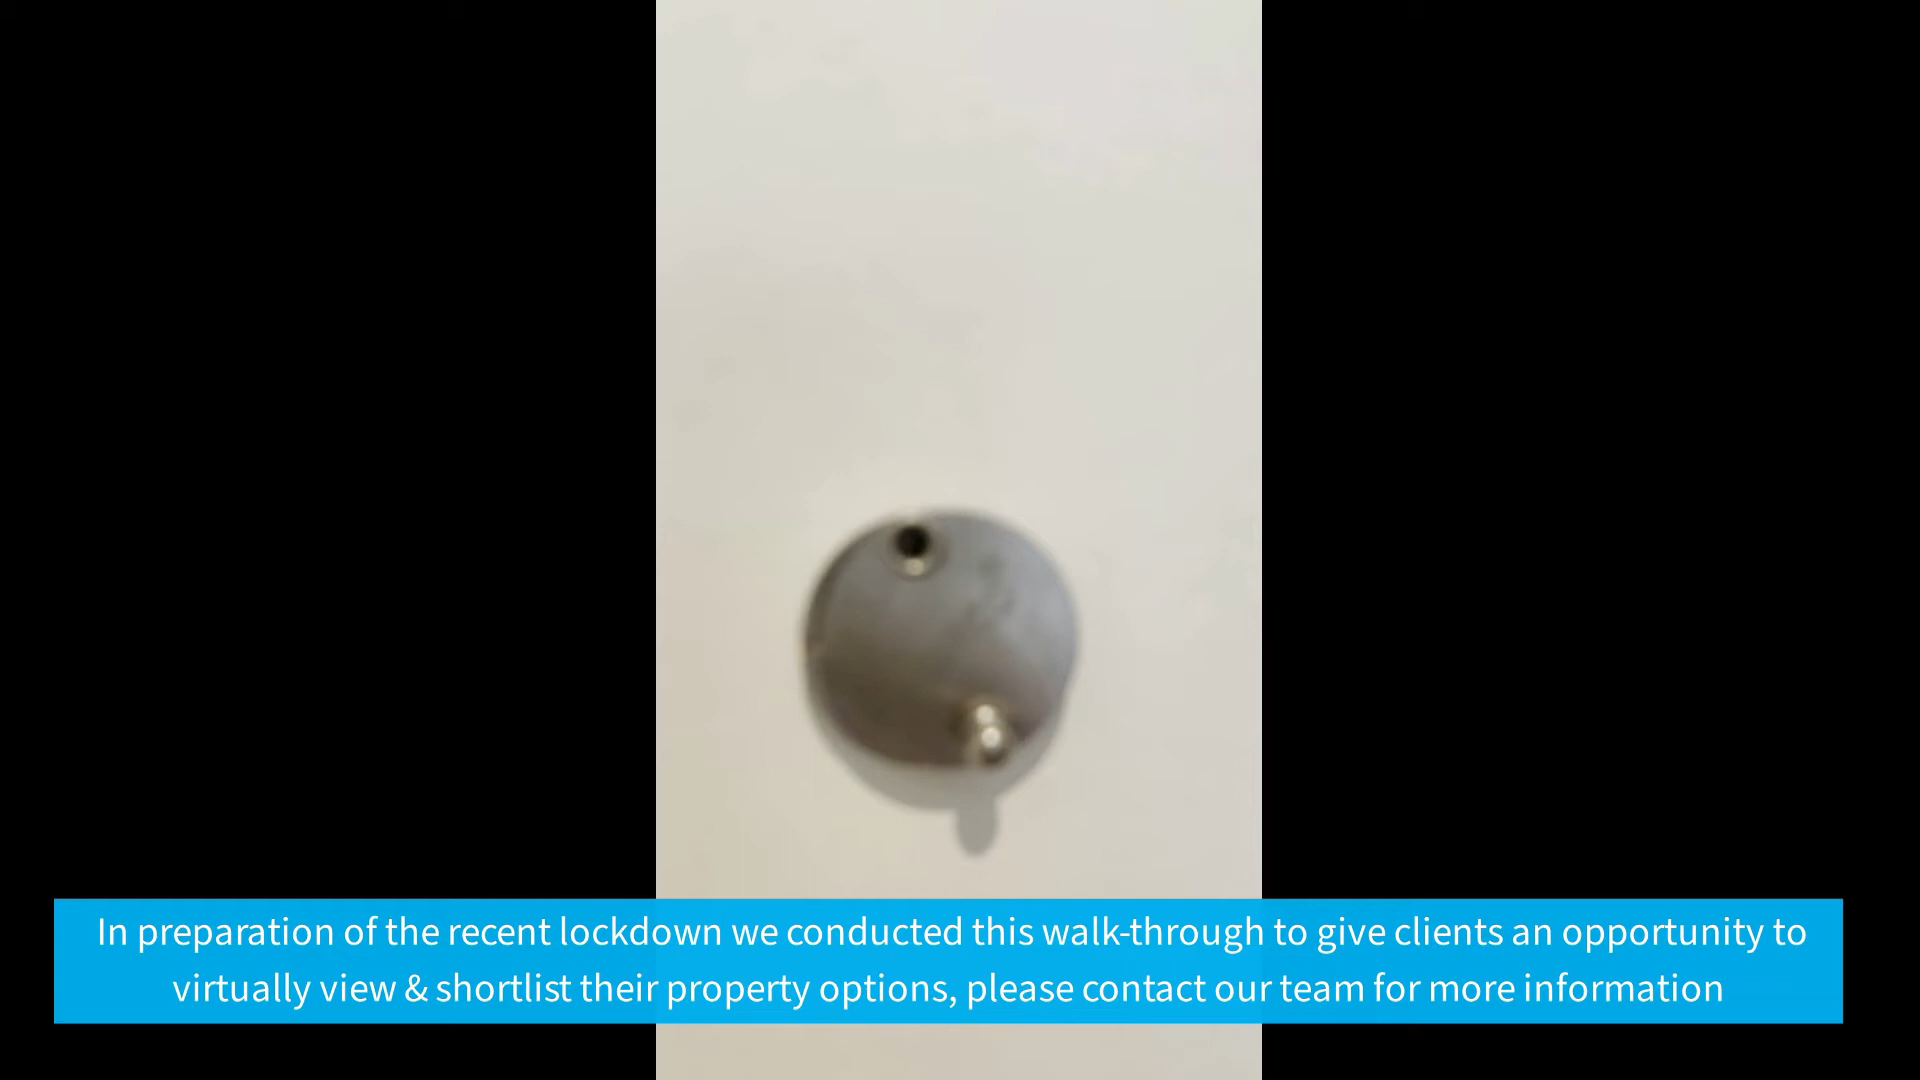 In preparation of the recent lockdown we conducted this walk-through to give clients an opportunity to
virtually view & shortlist their property options, please contact our team for more information